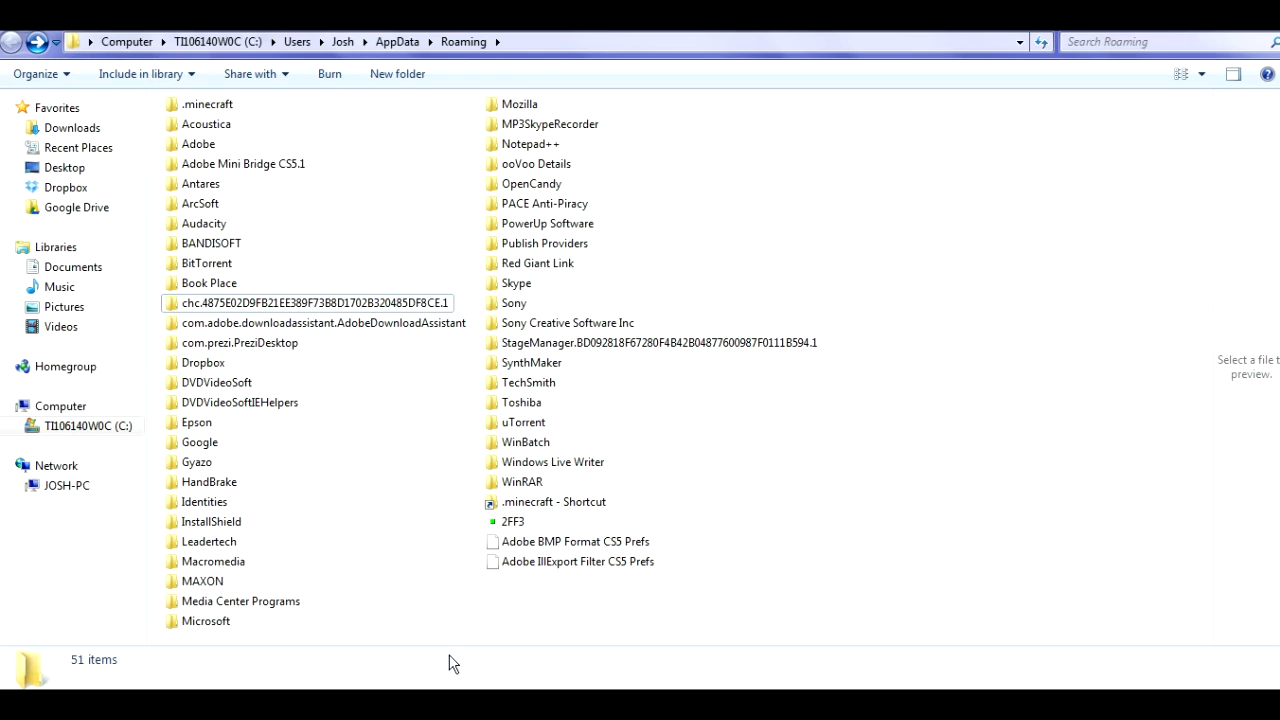 Computer TI106140W0C (C:) Users Josh AppData Roaming Search Roaming
Organize Include in library Share with Burn New folder
Favorites
Downloads
Recent Places
Desktop
Dropbox
Google Drive
Libraries
Documents
Music
Pictures
Videos
Homegroup
Computer
TI106140W0C (C:)
Network
JOSH-PC
.minecraft
Acoustica
Adobe
Adobe Mini Bridge CS5.1
Antares
ArcSoft
Audacity
BANDISOFT
BitTorrent
Book Place
chc.4875E02D9FB21EE389F73B8D1702B320485DF8CE.1
com.adobe.downloadassistant.AdobeDownloadAssistant
com.prezi.PreziDesktop
Dropbox
DVDVideoSoft
DVDVideoSoftIEHelpers
Epson
Google
Gyazo
HandBrake
Identities
InstallShield
Leadertech
Macromedia
MAXON
Media Center Programs
Microsoft
Mozilla
MP3SkypeRecorder
Notepad++
ooVoo Details
OpenCandy
PACE Anti-Piracy
PowerUp Software
Publish Providers
Red Giant Link
Skype
Sony
Sony Creative Software Inc
StageManager.BD092818F67280F4B42B04877600987F0111B594.1
SynthMaker
TechSmith
Toshiba
uTorrent
WinBatch
Windows Live Writer
WinRAR
.minecraft - Shortcut
2FF3
Adobe BMP Format CS5 Prefs
Adobe IllExport Filter CS5 Prefs
Select a file t
preview.
51 items